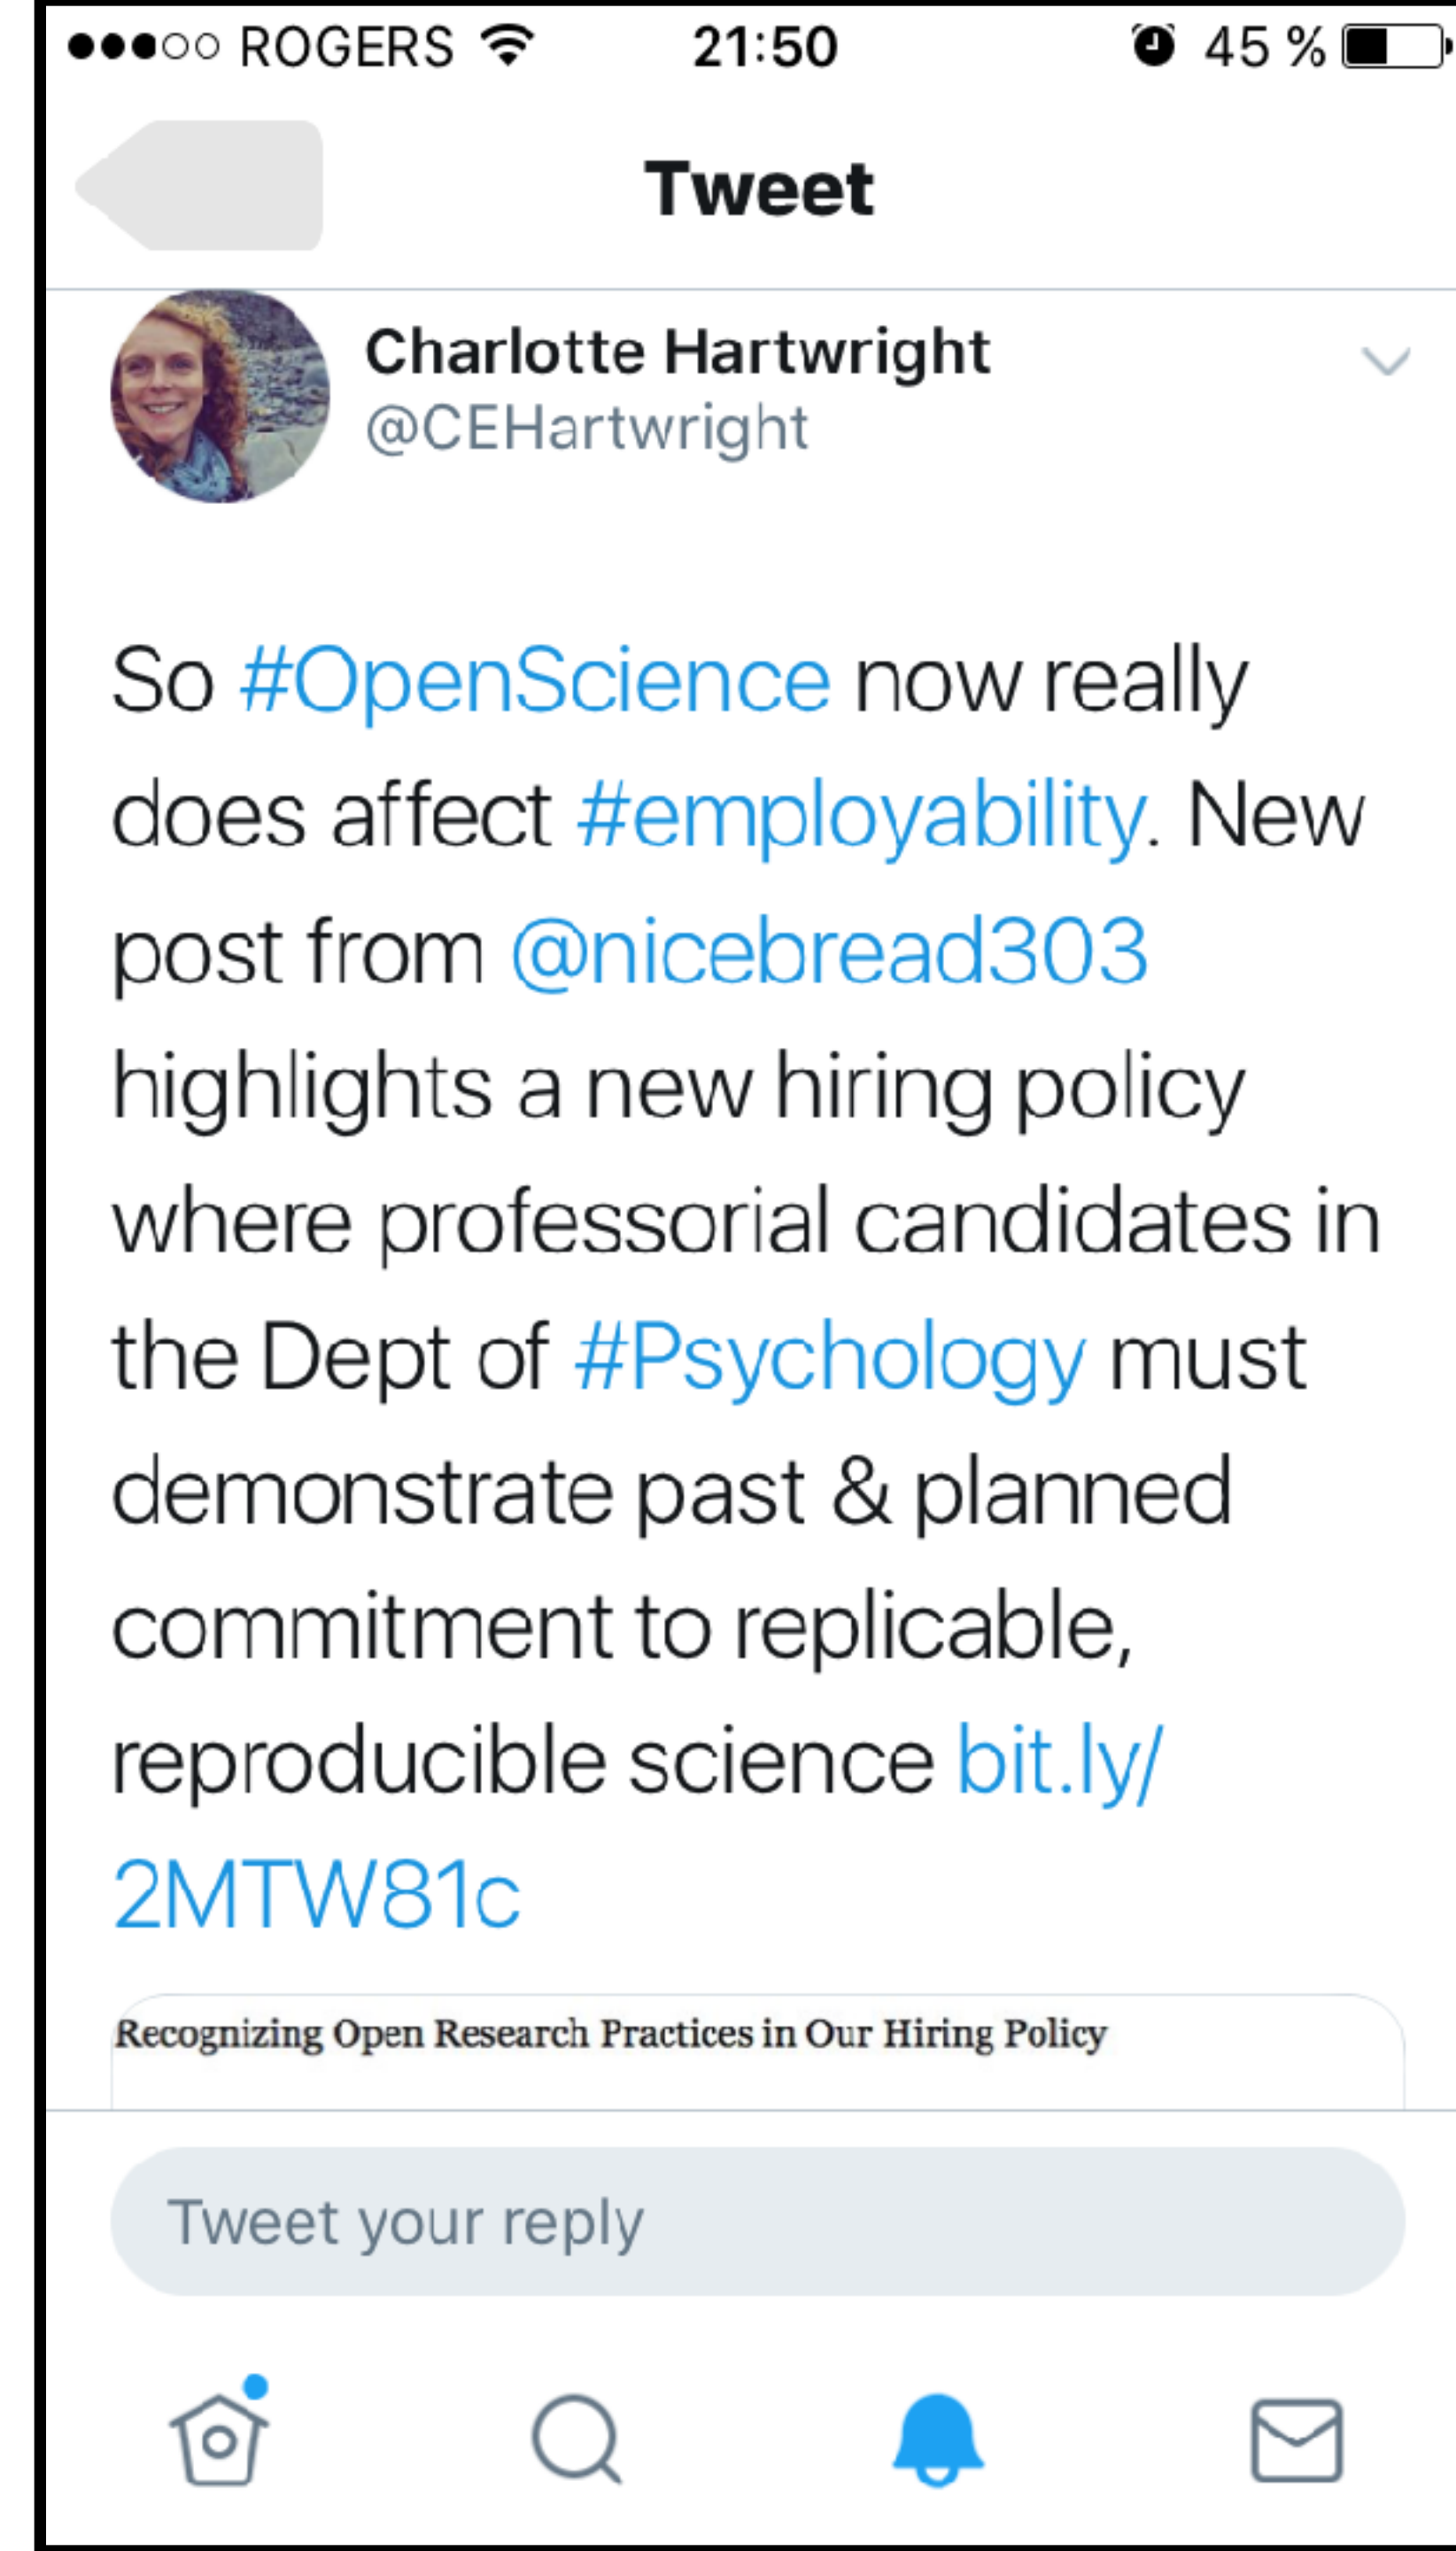 ROGERS 21:50 45 %
Tweet
Charlotte Hartwright
@CEHartwright
So #OpenScience now really
does affect #employability. New
post from @nicebread303
highlights a new hiring policy
where professorial candidates in
the Dept of #Psychology must
demonstrate past & planned
commitment to replicable,
reproducible science bit.ly/
2MTW81c
Recognizing Open Research Practices in Our Hiring Policy
Tweet your reply